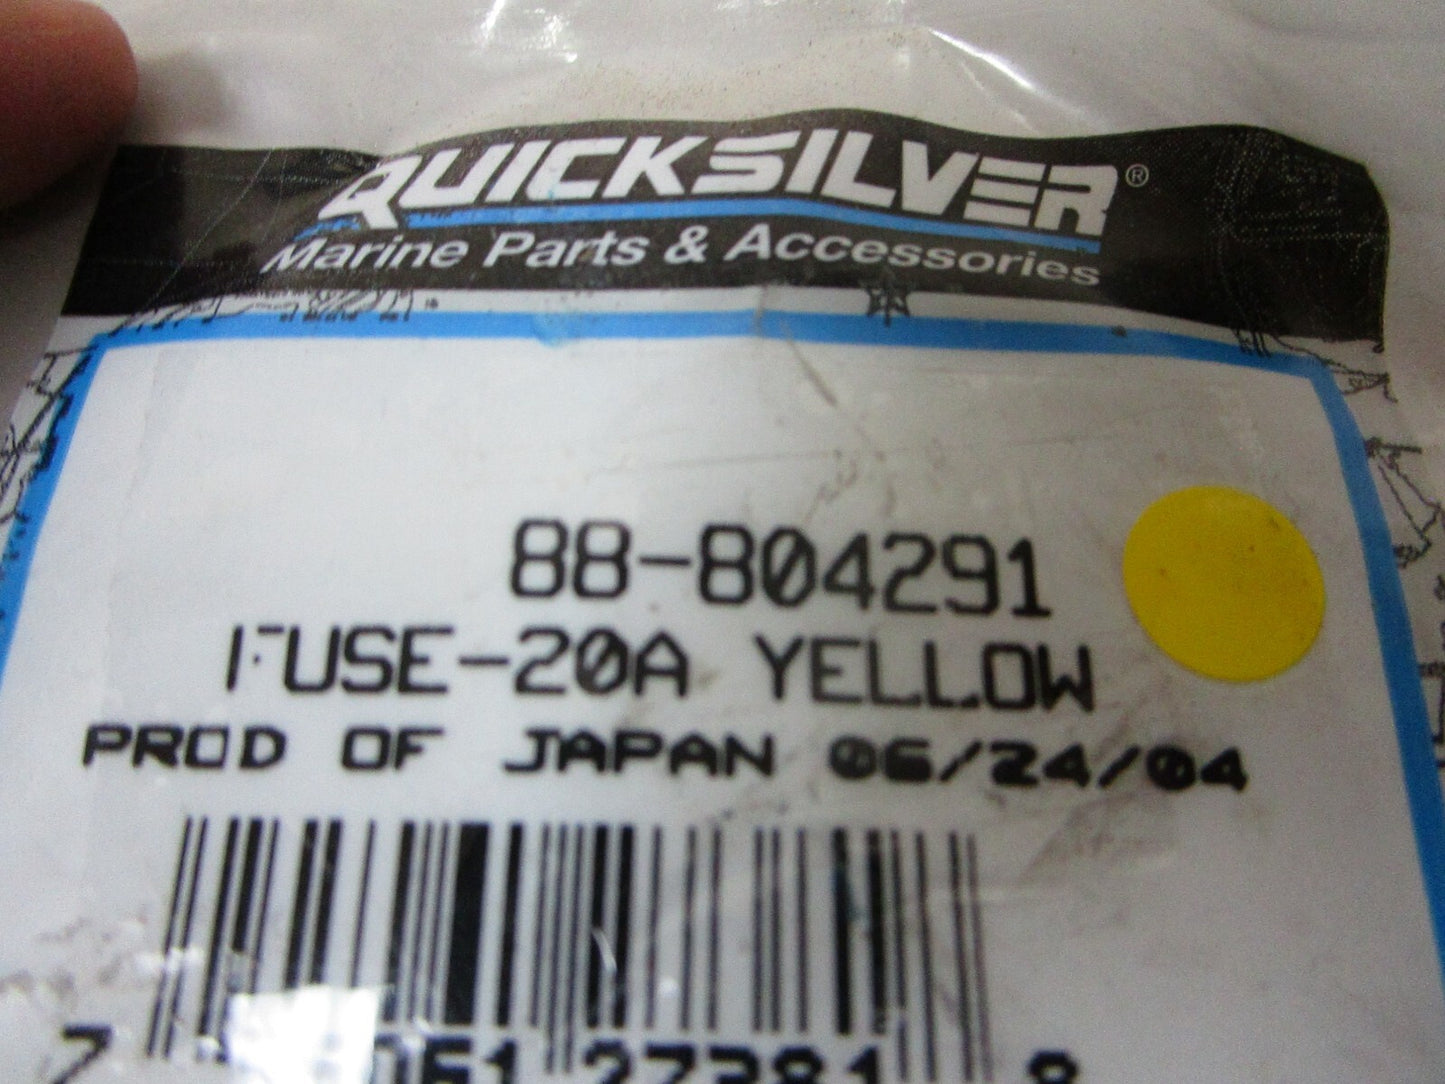 QUICKSILVER®
Marine Parts & Accessories
88-804291
FUSE-20A YELLOW
PROD OF JAPAN 06/24/04